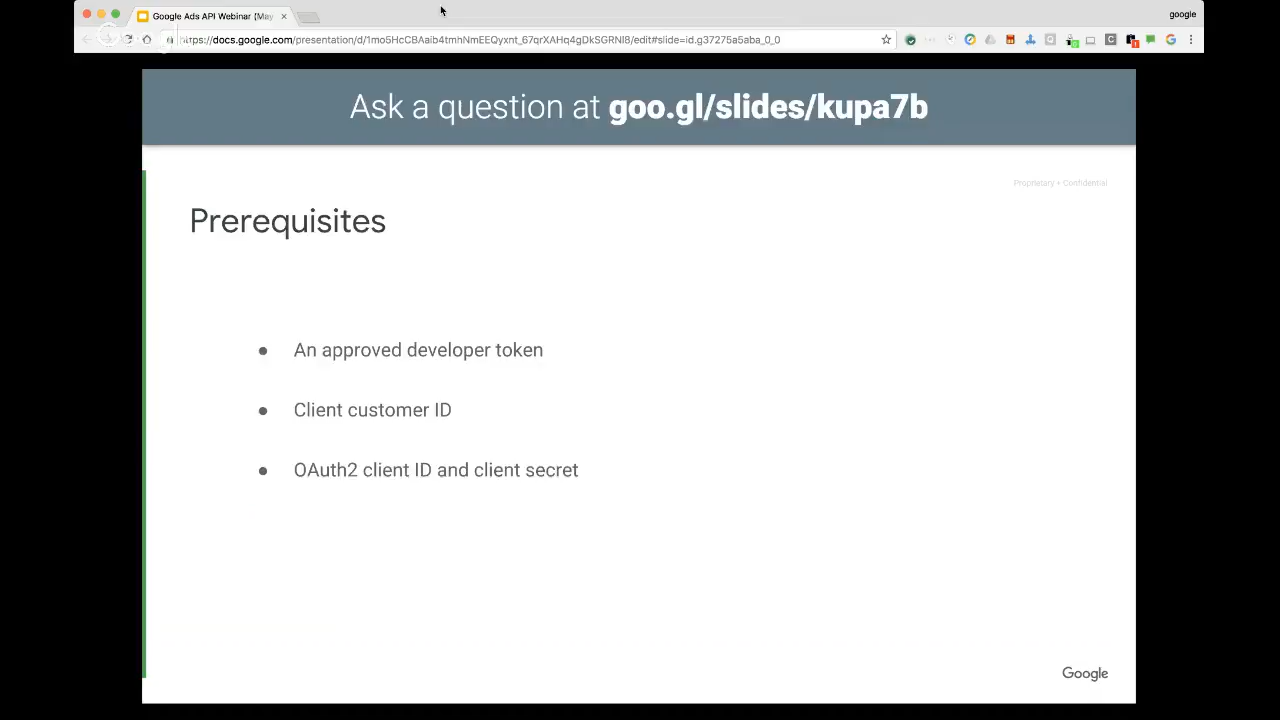 Google Ads API Webinar (May
google
https://docs.google.com/presentation/d/1mo5HcCBAaib4tmhNmEEQyxnt_67qrXAHq4gDkSGRNI8/edit#slide=id.g37275a5aba_0_0
Ask a question at goo.gl/slides/kupa7b
Proprietary + Confidential
Prerequisites
● An approved developer token
● Client customer ID
● OAuth2 client ID and client secret
Google